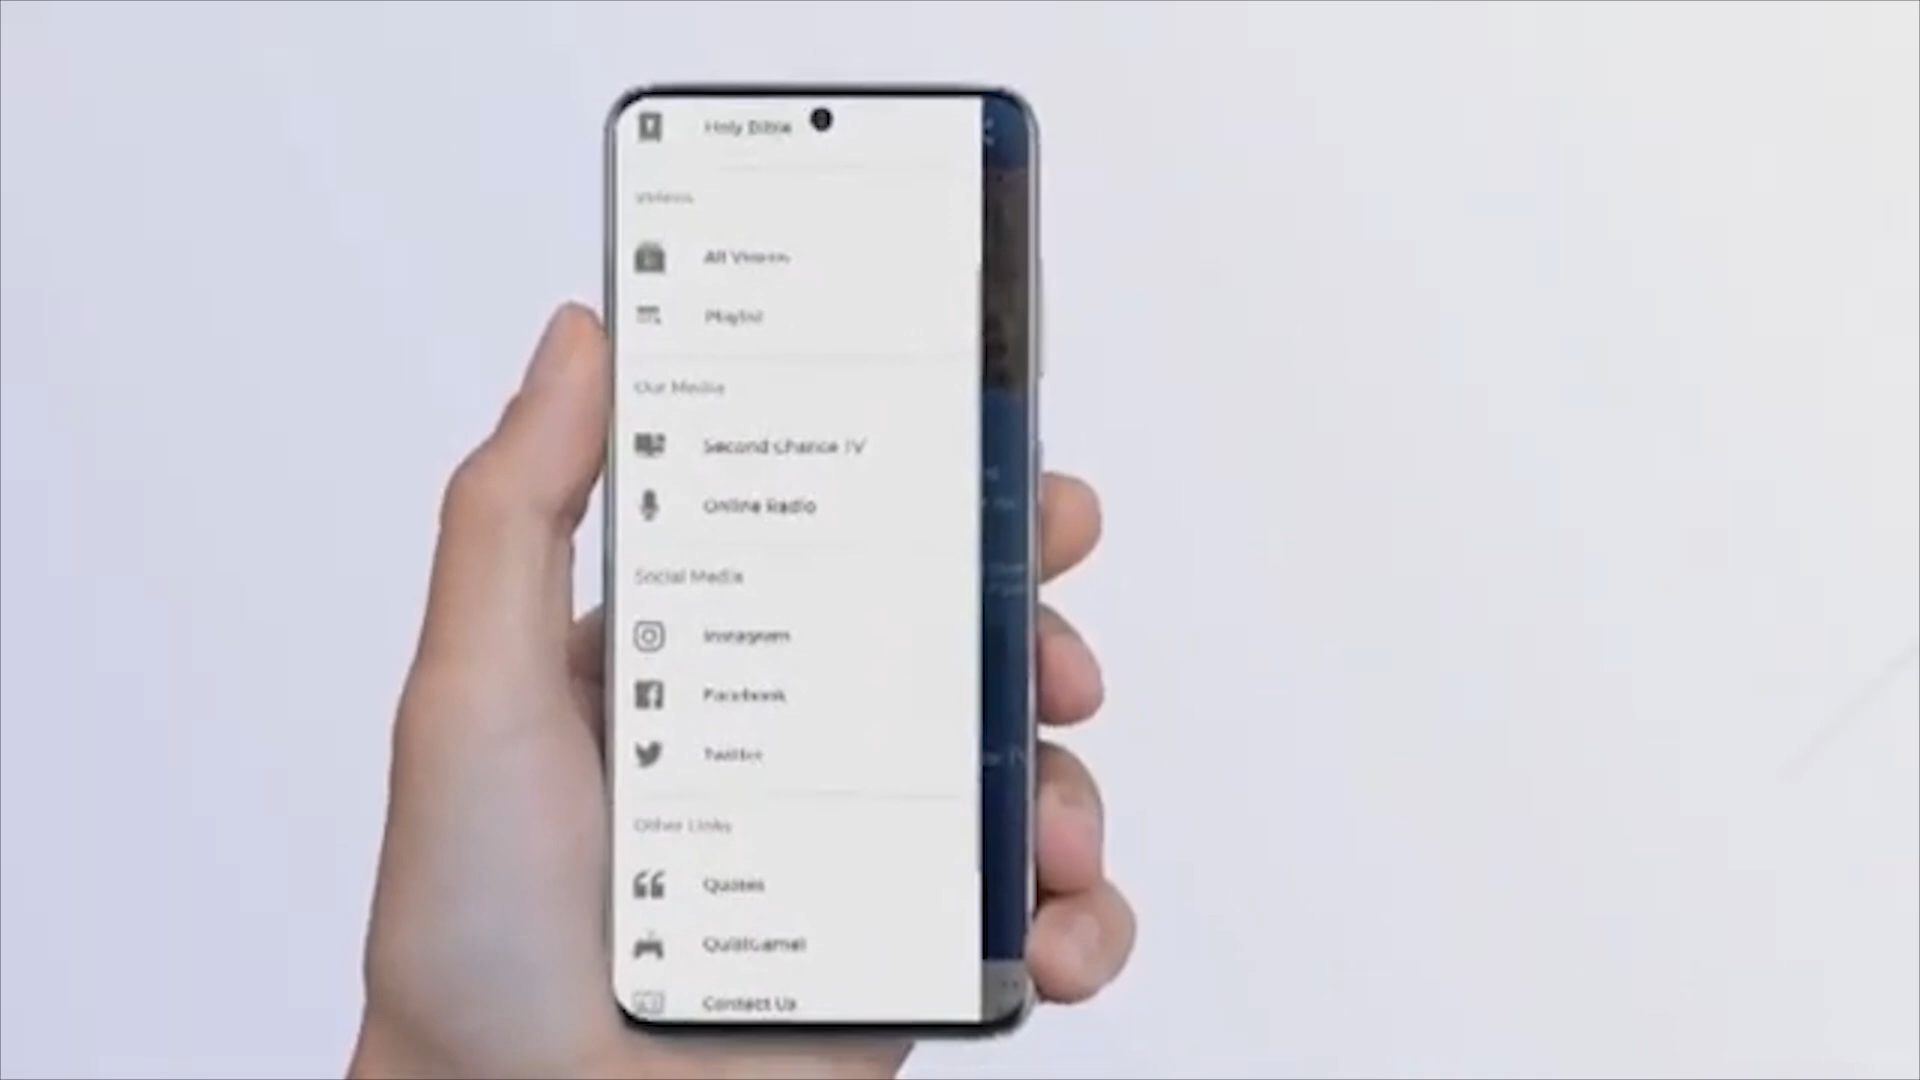 Holy Bible
Videos
All Videos
Playlist
Our Media
Second Chance TV
Online Radio
Social Media
Instagram
Facebook
Twitter
Other Links
Quotes
Contact Us